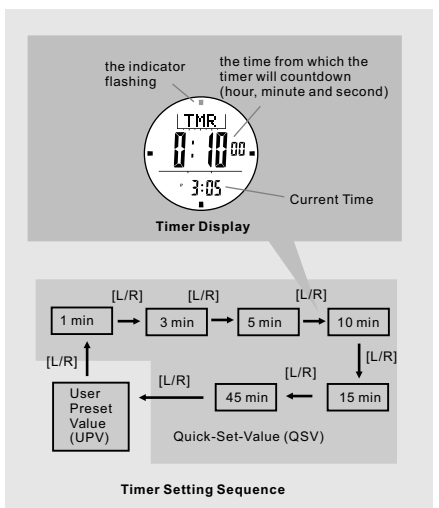 the indicator
flashing
the time from which the
timer will countdown
(hour, minute and second)
TMR
0: 10 00
P 3:05
Current Time
Timer Display
[L/R] [L/R] [L/R]
1 min 3 min 5 min 10 min
[L/R] [L/R]
[L/R] [L/R]
User
Preset
Value
(UPV)
45 min 15 min
Quick-Set-Value (QSV)
Timer Setting Sequence